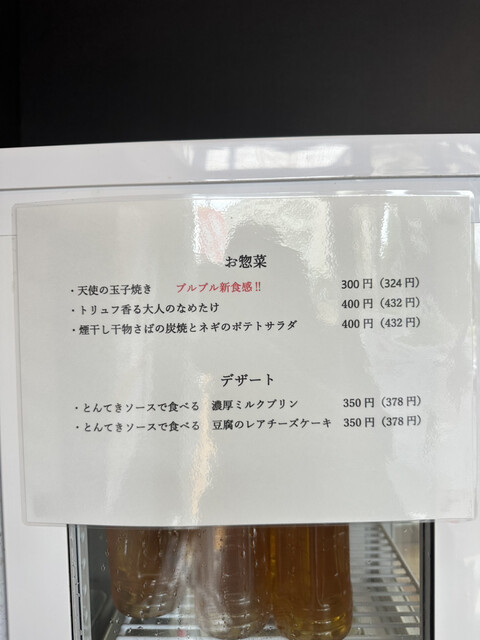 お惣菜
・天使の玉子焼き　プルプル新食感!!　300円（324円）
・トリュフ香る大人のなめたけ　400円（432円）
・煙干し干物さばの炭焼とネギのポテトサラダ　400円（432円）
デザート
・とんてきソースで食べる　濃厚ミルクプリン　350円（378円）
・とんてきソースで食べる　豆腐のレアチーズケーキ　350円（378円）